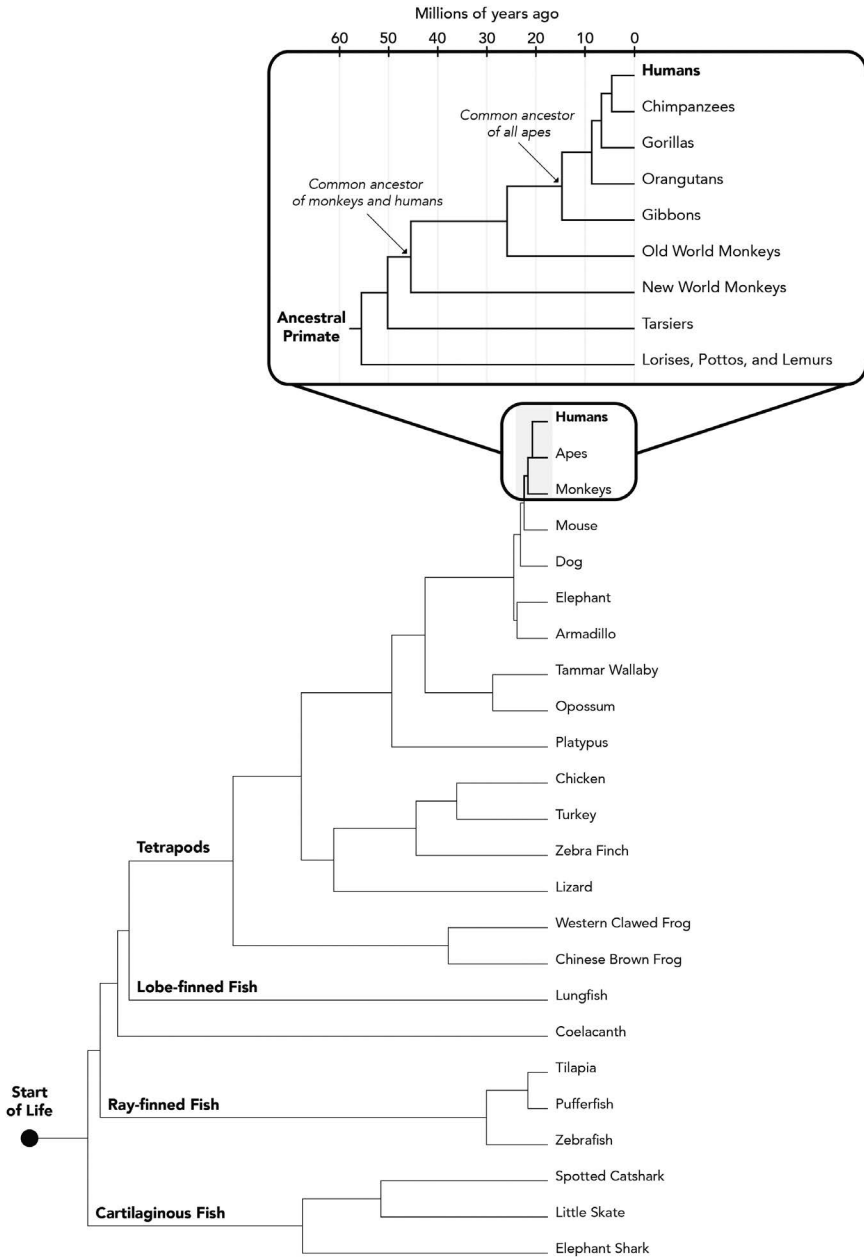 Millions of years ago
60 50 40 30 20 10 0
Humans
Chimpanzees
Common ancestor
of all apes
Gorillas
Orangutans
Common ancestor
of monkeys and humans
Gibbons
Old World Monkeys
New World Monkeys
Ancestral
Primate
Tarsiers
Lorises, Pottos, and Lemurs
Humans
Apes
Monkeys
Mouse
Dog
Elephant
Armadillo
Tammar Wallaby
Opossum
Platypus
Chicken
Turkey
Tetrapods
Zebra Finch
Lizard
Western Clawed Frog
Chinese Brown Frog
Lobe-finned Fish
Lungfish
Coelacanth
Tilapia
Start
of Life
Ray-finned Fish
Pufferfish
Zebrafish
Spotted Catshark
Cartilaginous Fish
Little Skate
Elephant Shark